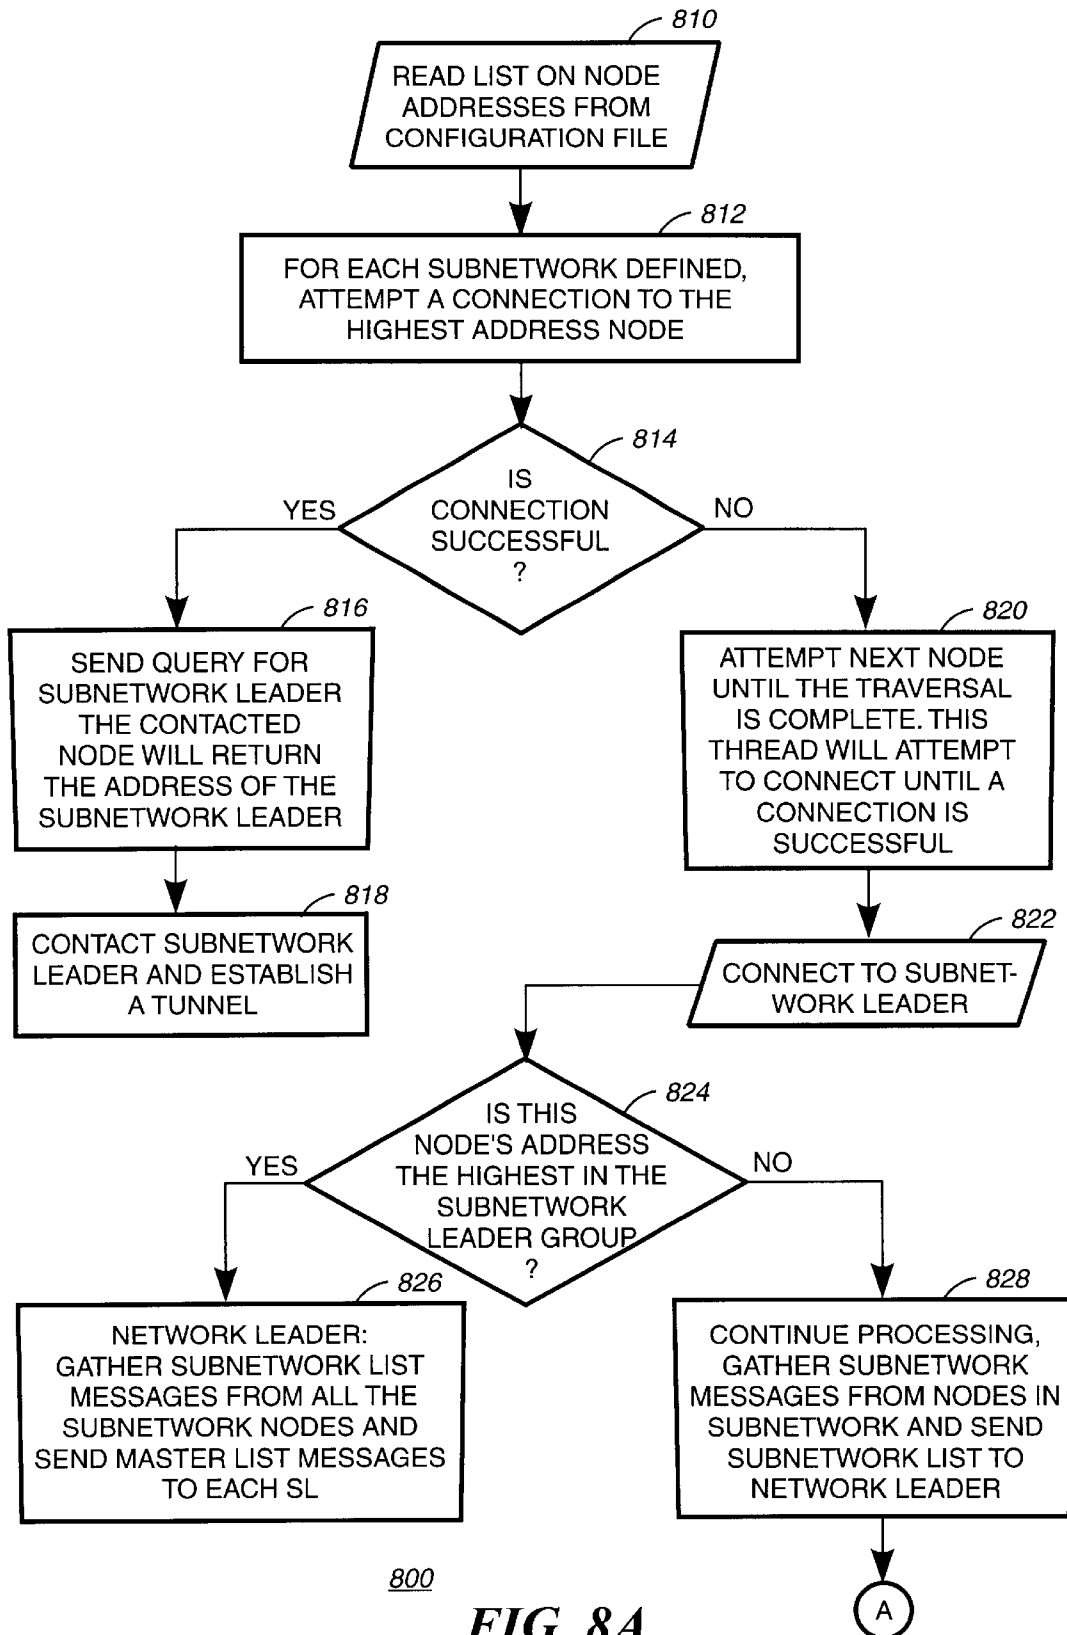 810
READ LIST ON NODE
ADDRESSES FROM
CONFIGURATION FILE
812
FOR EACH SUBNETWORK DEFINED,
ATTEMPT A CONNECTION TO THE
HIGHEST ADDRESS NODE
814
IS
CONNECTION
SUCCESSFUL
?
YES
NO
816
SEND QUERY FOR
SUBNETWORK LEADER
THE CONTACTED
NODE WILL RETURN
THE ADDRESS OF THE
SUBNETWORK LEADER
820
ATTEMPT NEXT NODE
UNTIL THE TRAVERSAL
IS COMPLETE. THIS
THREAD WILL ATTEMPT
TO CONNECT UNTIL A
CONNECTION IS
SUCCESSFUL
818
CONTACT SUBNETWORK
LEADER AND ESTABLISH
A TUNNEL
822
CONNECT TO SUBNET-
WORK LEADER
824
IS THIS
NODE'S ADDRESS
THE HIGHEST IN THE
SUBNETWORK
LEADER GROUP
?
YES
NO
826
NETWORK LEADER:
GATHER SUBNETWORK LIST
MESSAGES FROM ALL THE
SUBNETWORK NODES AND
SEND MASTER LIST MESSAGES
TO EACH SL
828
CONTINUE PROCESSING,
GATHER SUBNETWORK
MESSAGES FROM NODES IN
SUBNETWORK AND SEND
SUBNETWORK LIST TO
NETWORK LEADER
800
A
FIG. 8A